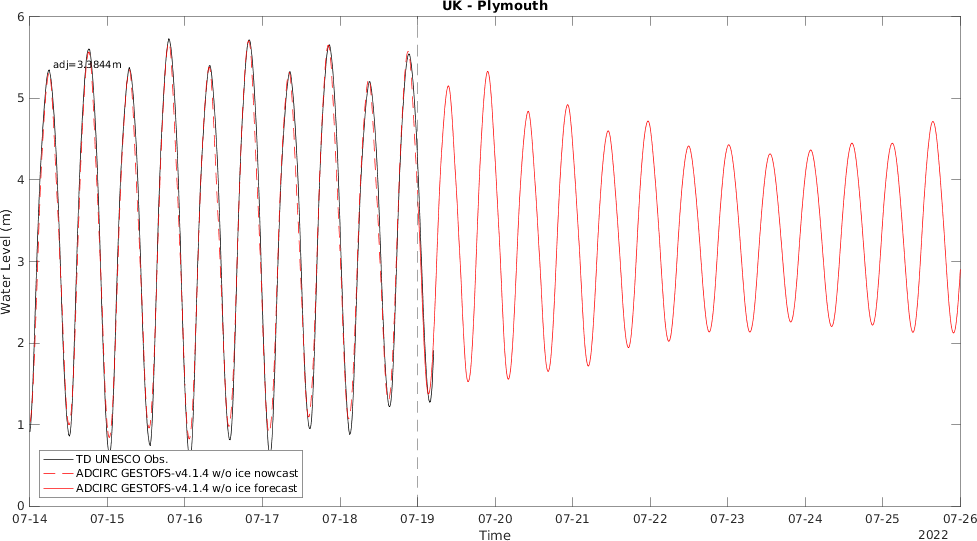 UK - Plymouth
6
adj=3.3844m
5
4
3
2
1
0
Water Level (m)
TD UNESCO Obs.
ADCIRC GESTOFS-v4.1.4 w/o ice nowcast
ADCIRC GESTOFS-v4.1.4 w/o ice forecast
07-14 07-15 07-16 07-17 07-18 07-19 07-20 07-21 07-22 07-23 07-24 07-25 07-26
Time
2022